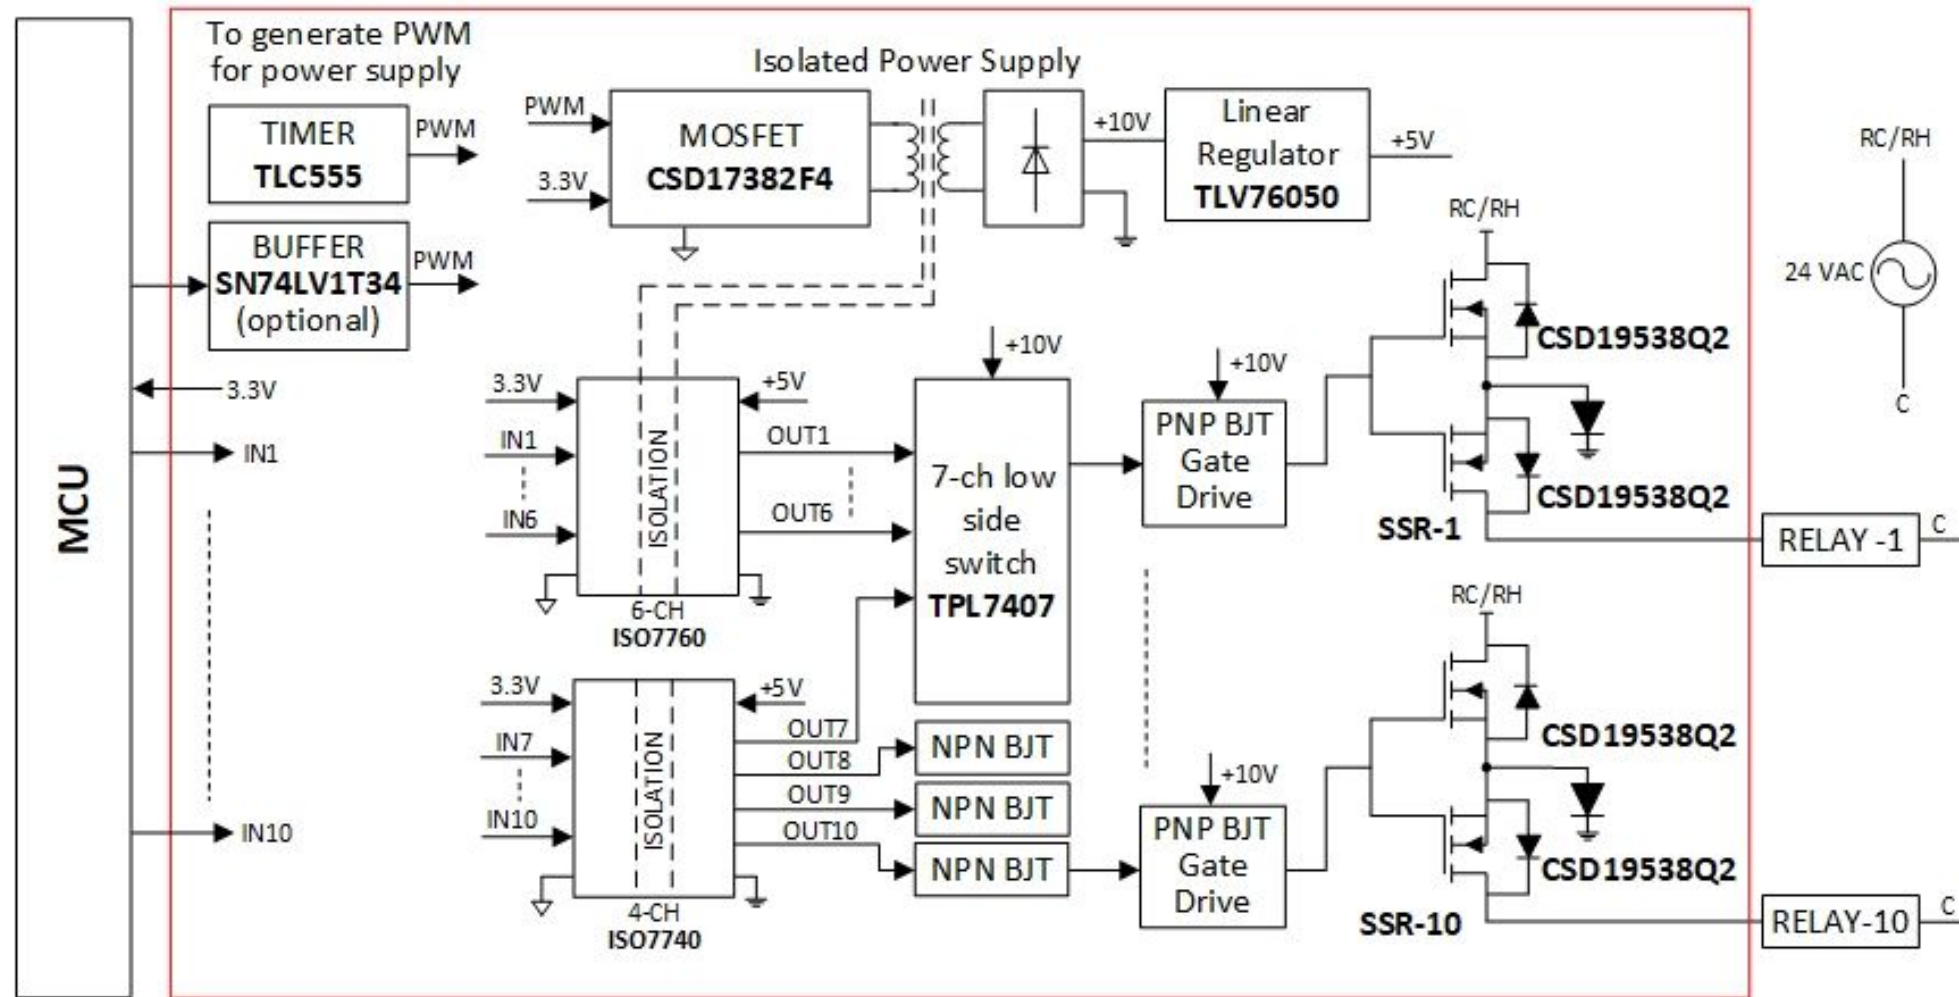 To generate PWM
for power supply
TIMER
TLC555
PWM
BUFFER
SN74LV1T34
(optional)
PWM
3.3V
IN1
IN10
MCU
Isolated Power Supply
PWM
3.3V
MOSFET
CSD17382F4
+10V
Linear
Regulator
TLV76050
+5V
3.3V
IN1
IN6
ISOLATION
+5V
OUT1
OUT6
6-CH
ISO7760
3.3V
IN7
IN10
ISOLATION
+5V
OUT7
OUT8
OUT9
OUT10
4-CH
ISO7740
+10V
7-ch low
side
switch
TPL7407
NPN BJT
NPN BJT
NPN BJT
+10V
PNP BJT
Gate
Drive
+10V
PNP BJT
Gate
Drive
RC/RH
CSD19538Q2
CSD19538Q2
SSR-1
RC/RH
CSD19538Q2
CSD19538Q2
SSR-10
RC/RH
24 VAC
C
RELAY -1
C
RELAY-10
C